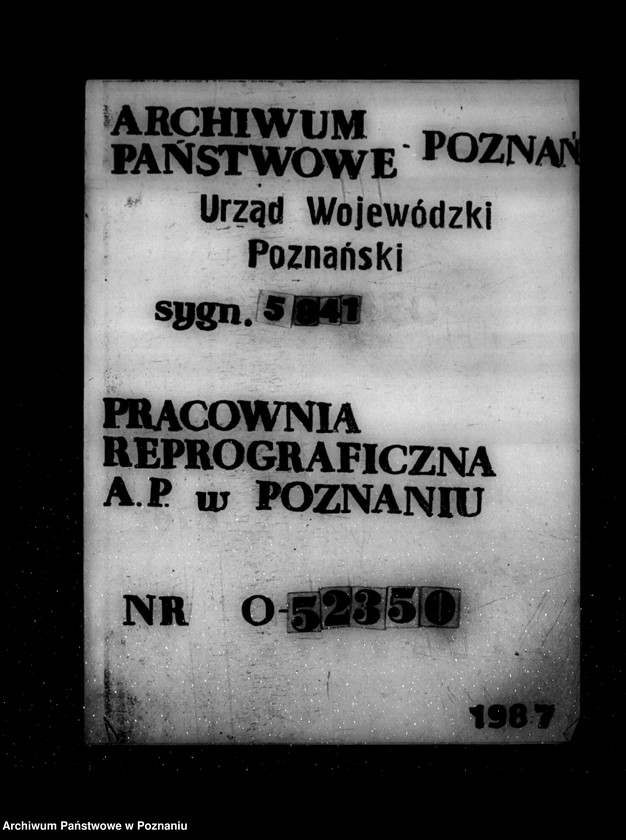 ARCHIWUM
PAŃSTWOWE - POZNAŃ
Urząd Wojewódzki
Poznański
sygn. 5841
PRACOWNIA
REPROGRAFICZNA
A.P. w POZNANIU
NR O-52350
1987
Archiwum Państwowe w Poznaniu